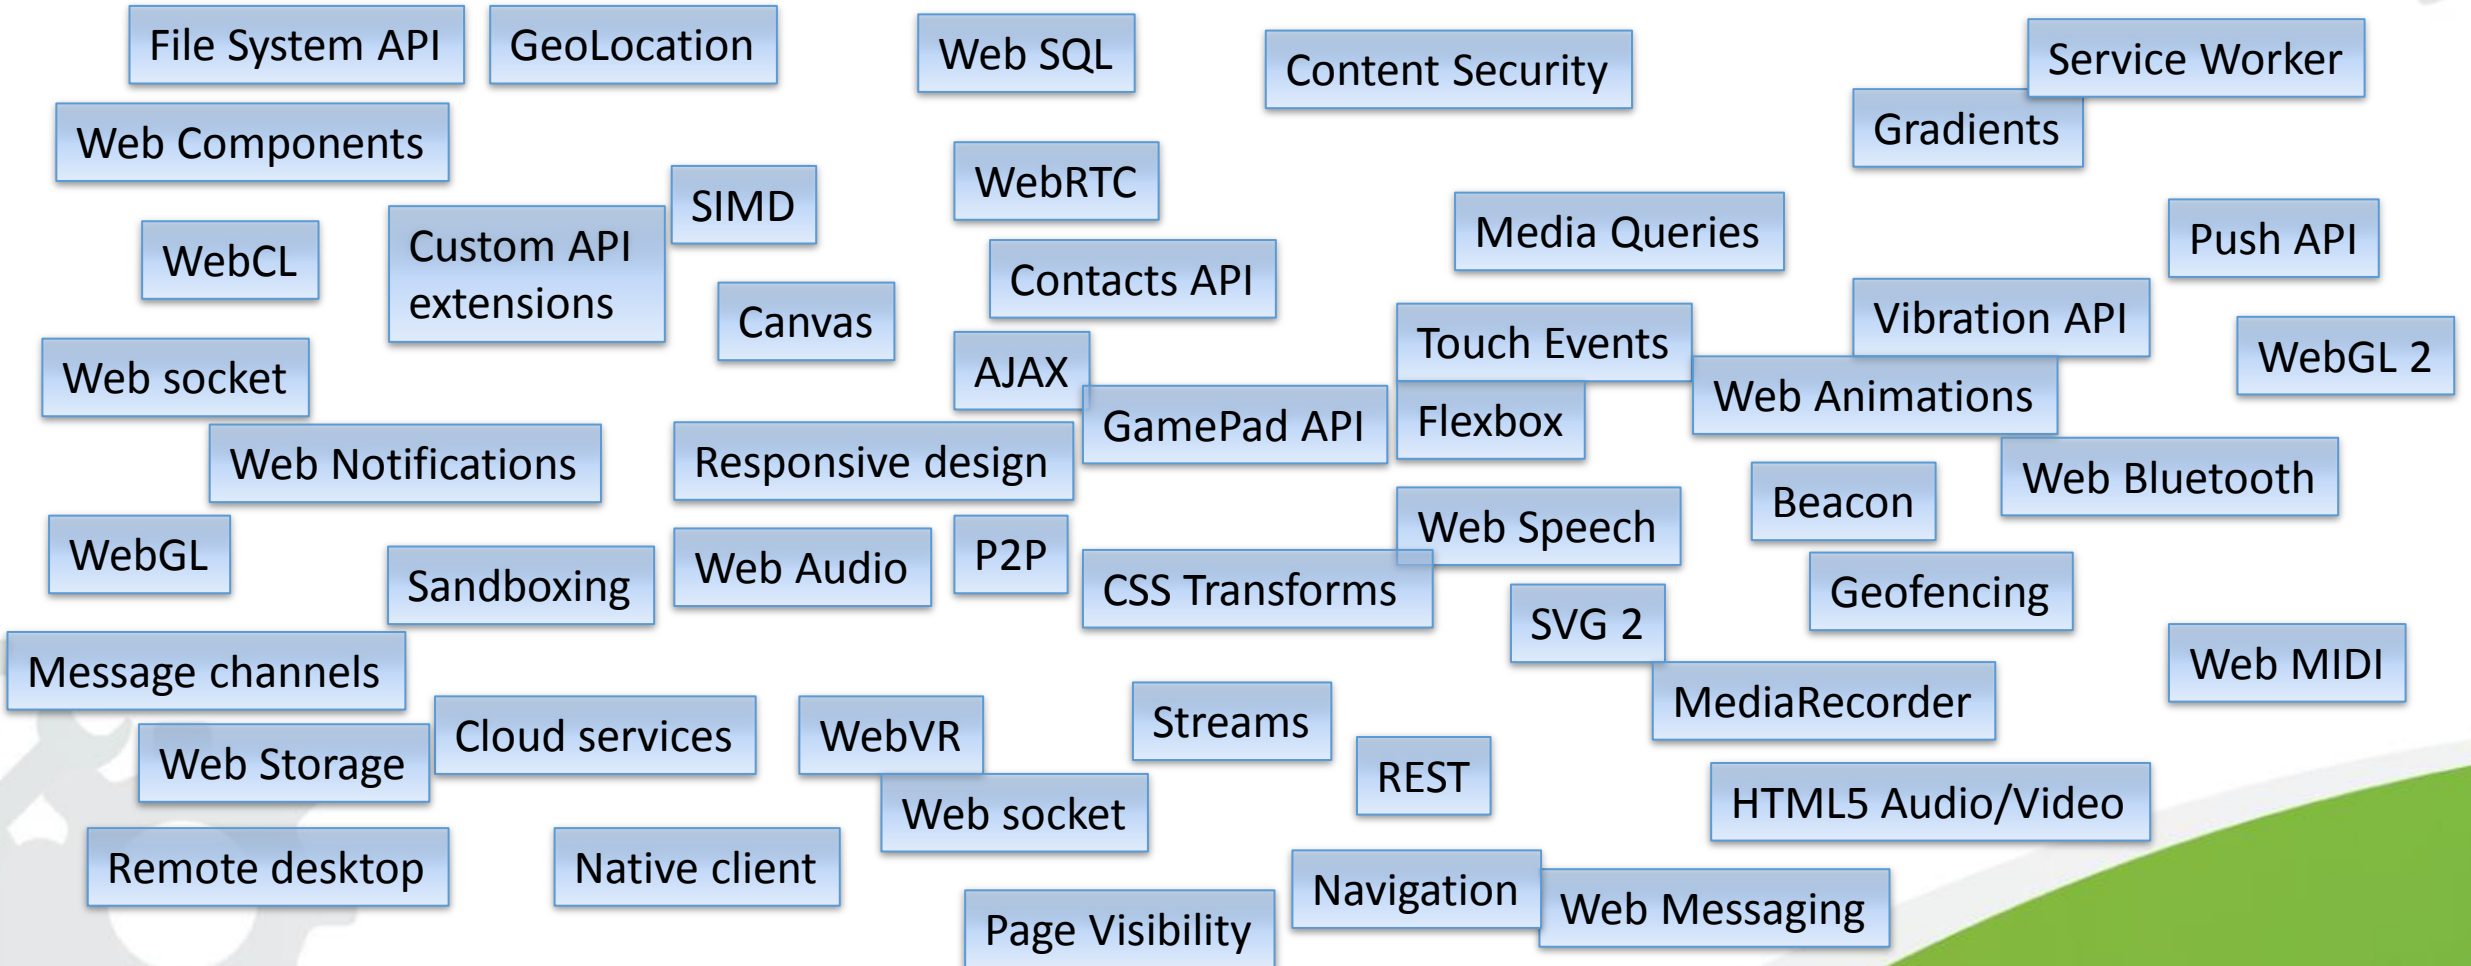 File System API
GeoLocation
Web SQL
Content Security
Service Worker
Web Components
Gradients
SIMD
WebRTC
Media Queries
Push API
WebCL
Custom API
extensions
Contacts API
Canvas
Touch Events
Vibration API
WebGL 2
Web socket
AJAX
GamePad API
Flexbox
Web Animations
Web Notifications
Responsive design
Web Bluetooth
Beacon
WebGL
Sandboxing
Web Audio
P2P
Web Speech
CSS Transforms
Geofencing
SVG 2
Message channels
Web MIDI
MediaRecorder
Web Storage
Cloud services
WebVR
Streams
REST
Web socket
HTML5 Audio/Video
Remote desktop
Native client
Navigation
Web Messaging
Page Visibility